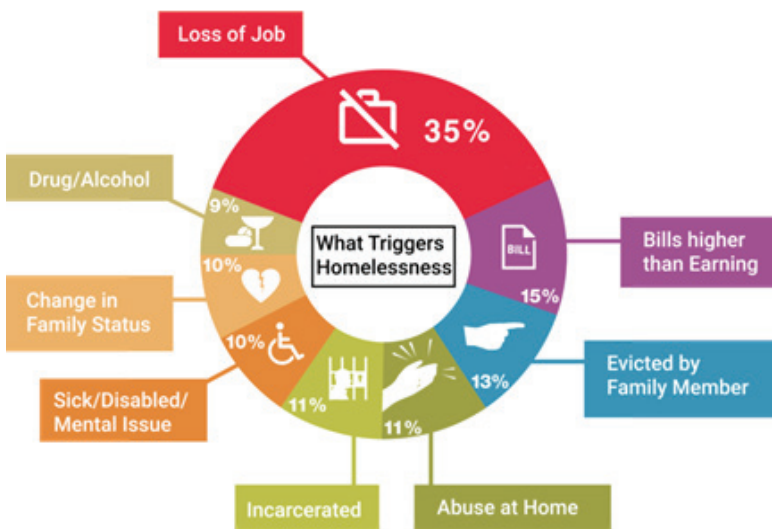 Loss of Job
35%
Drug/Alcohol
9%
What Triggers
Homelessness
BILL
Bills higher
than Earning
15%
10%
Change in
Family Status
10%
Sick/Disabled/
Mental Issue
13%
Evicted by
Family Member
11%
11%
Incarcerated
Abuse at Home